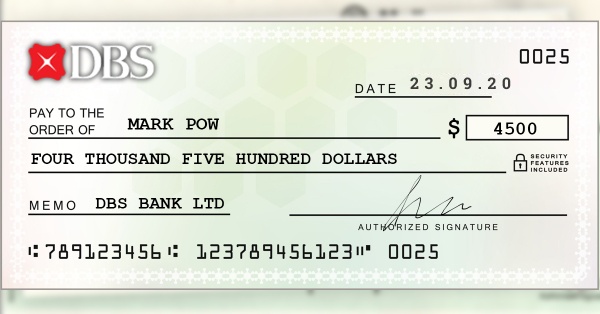 DBS
0025
DATE 23.09.20
PAY TO THE
ORDER OF MARK POW
$ 4500
FOUR THOUSAND FIVE HUNDRED DOLLARS
SECURITY
FEATURES
INCLUDED
MEMO DBS BANK LTD
AUTHORIZED SIGNATURE
⑆789123456⑆ 123789456123⑈ 0025